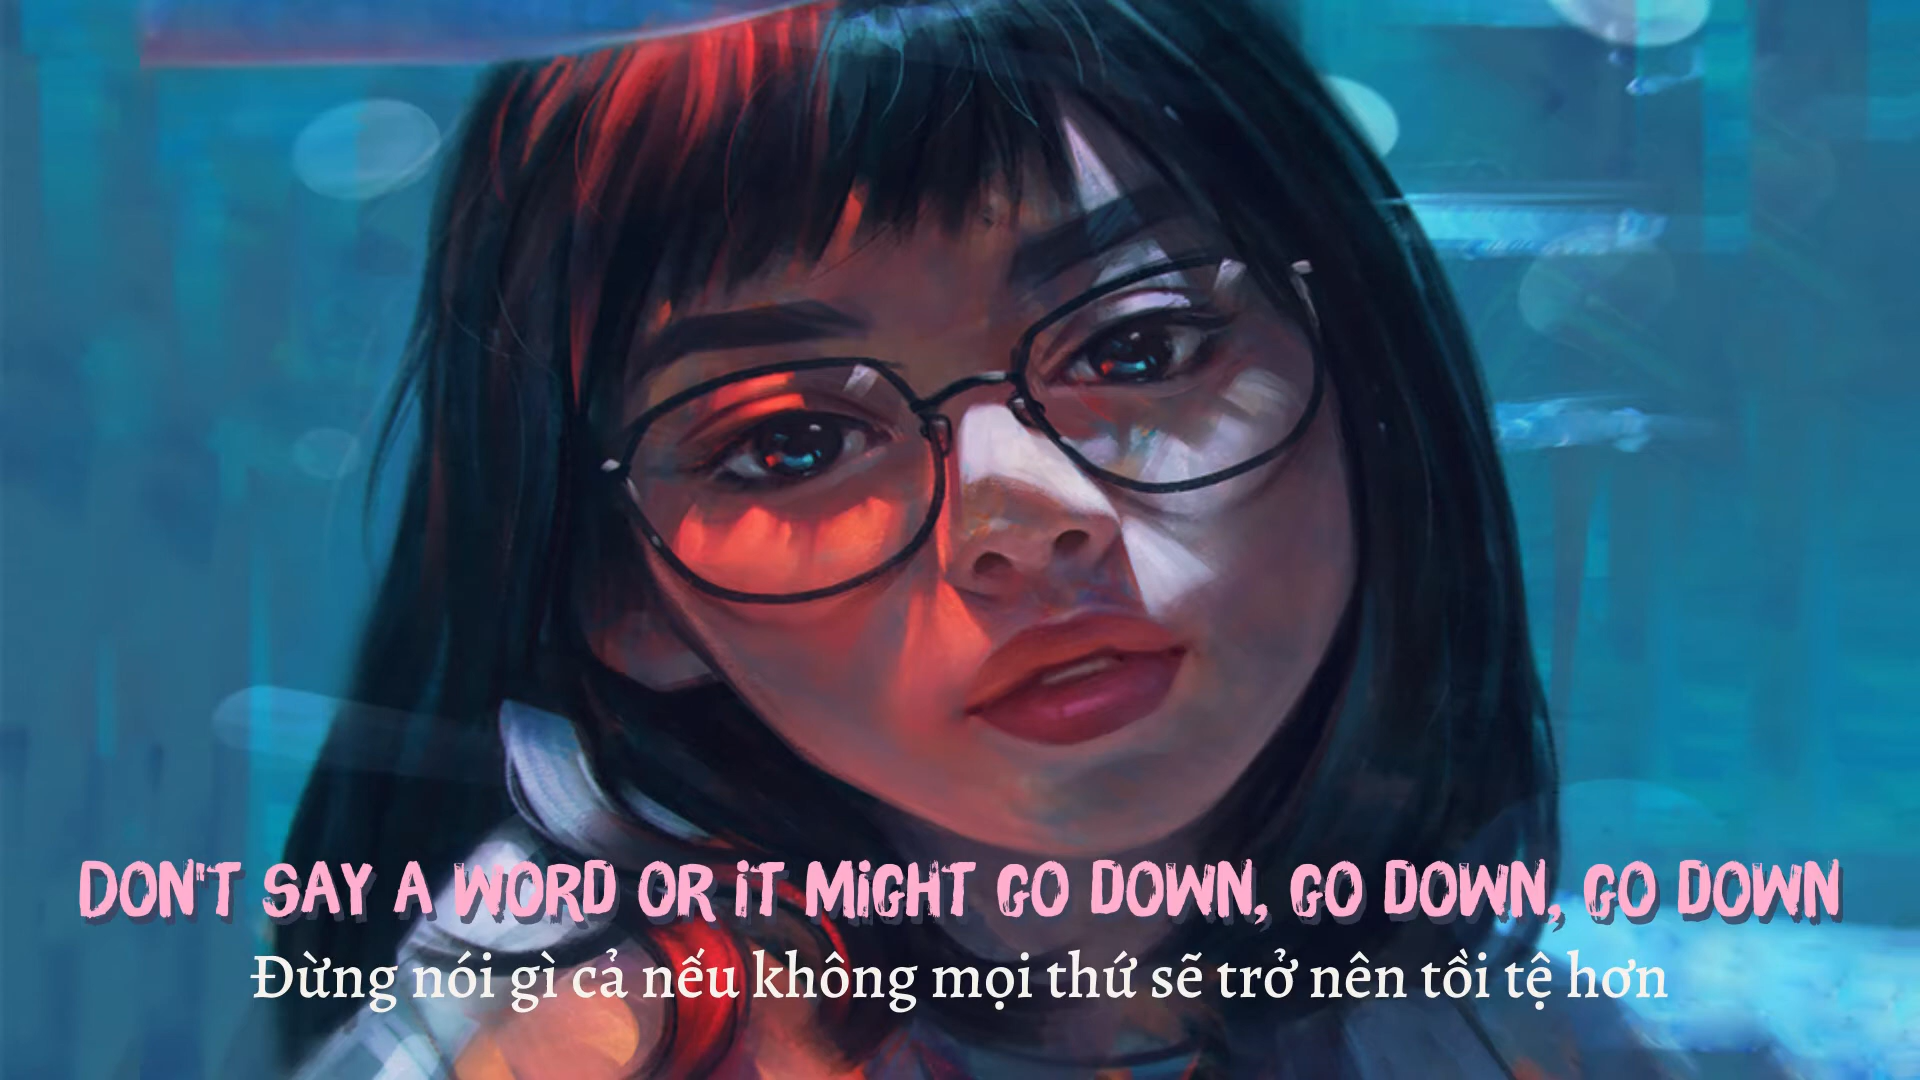 DON'T SAY A WORD OR iT MiGHT GO DOWN, GO DOWN, GO DOWN
Đừng nói gì cả nếu không mọi thứ sẽ trở nên tồi tệ hơn